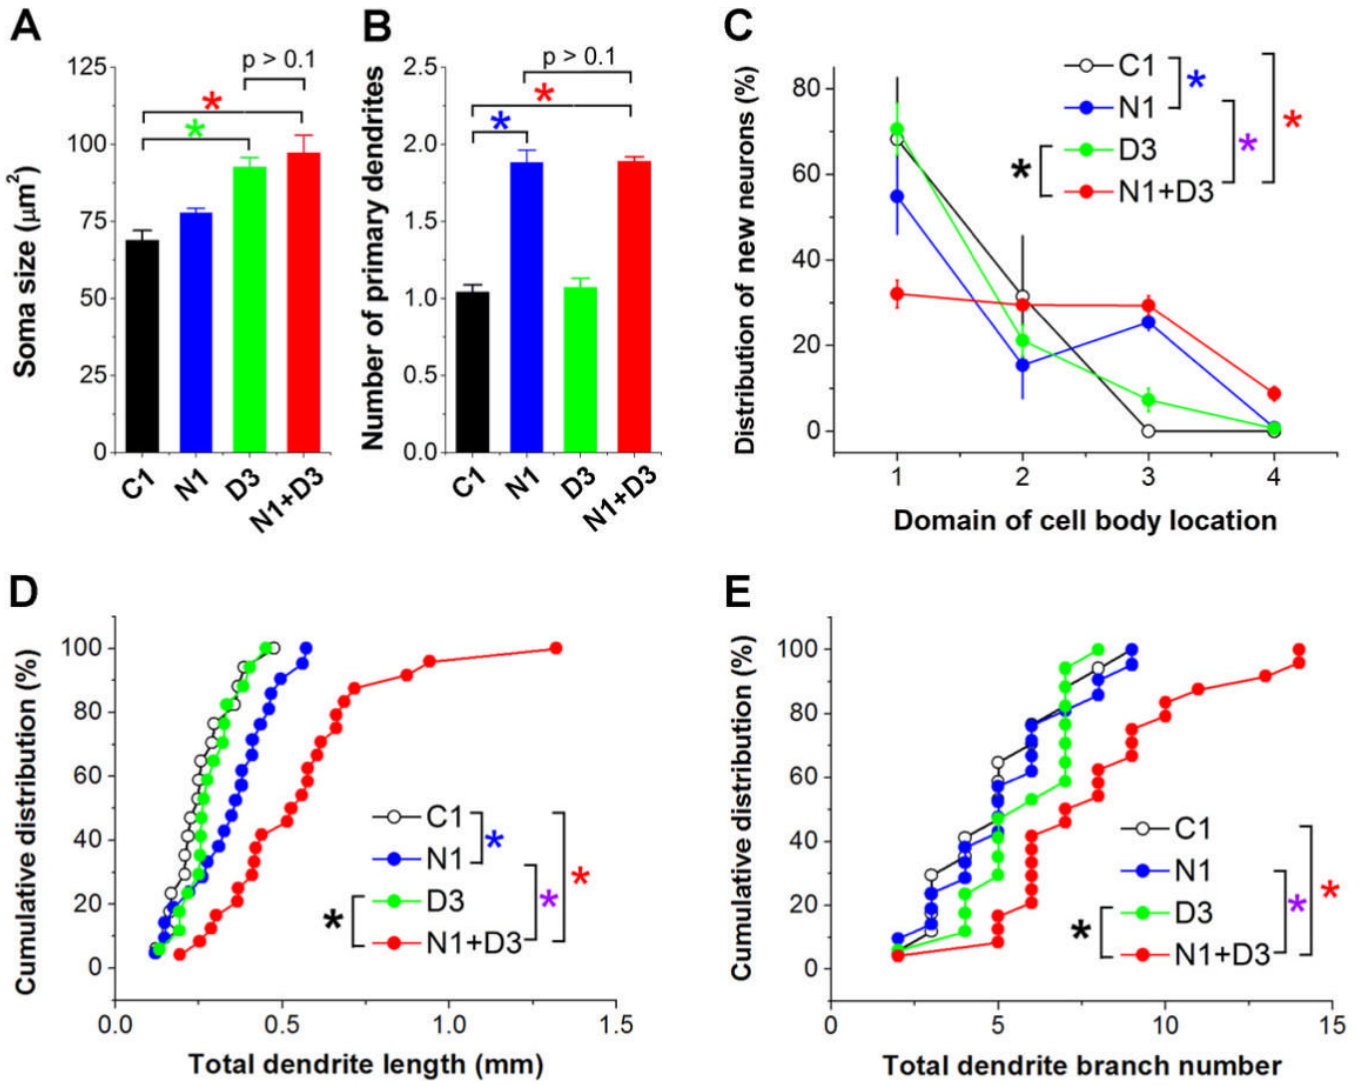 A
Soma size (μm²)
125
100
75
50
25
0
p > 0.1
*
*
C1
N1
D3
N1+D3
B
Number of primary dendrites
2.5
2.0
1.5
1.0
0.5
0.0
p > 0.1
*
*
C1
N1
D3
N1+D3
C
Distribution of new neurons (%)
80
60
40
20
0
C1
N1
D3
N1+D3
*
*
*
*
1 2 3 4
Domain of cell body location
D
Cumulative distribution (%)
100
80
60
40
20
0
C1
N1
D3
N1+D3
*
*
*
*
0.0 0.5 1.0 1.5
Total dendrite length (mm)
E
Cumulative distribution (%)
100
80
60
40
20
0
C1
N1
D3
N1+D3
*
*
*
0 5 10 15
Total dendrite branch number